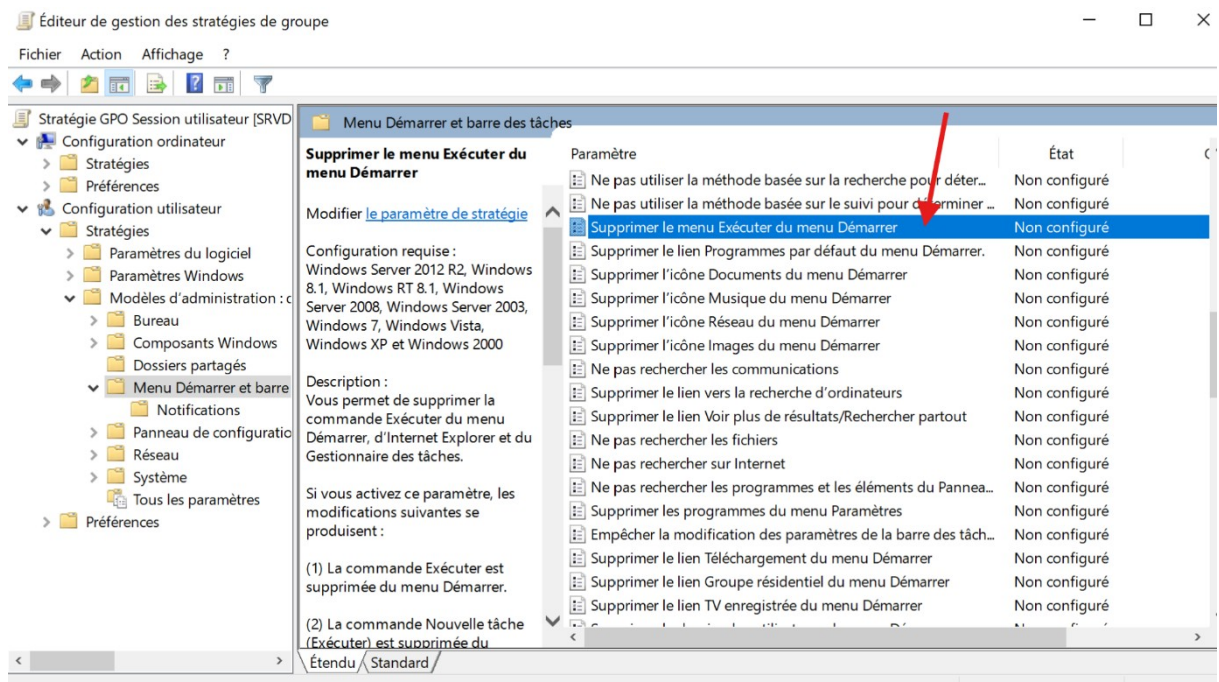 Éditeur de gestion des stratégies de groupe
Fichier Action Affichage ?
Stratégie GPO Session utilisateur [SRVD
Configuration ordinateur
Stratégies
Préférences
Configuration utilisateur
Stratégies
Paramètres du logiciel
Paramètres Windows
Modèles d'administration : c
Bureau
Composants Windows
Dossiers partagés
Menu Démarrer et barre
Notifications
Panneau de configuratio
Réseau
Système
Tous les paramètres
Préférences
Menu Démarrer et barre des tâches
Supprimer le menu Exécuter du
menu Démarrer
Modifier le paramètre de stratégie
Configuration requise :
Windows Server 2012 R2, Windows
8.1, Windows RT 8.1, Windows
Server 2008, Windows Server 2003,
Windows 7, Windows Vista,
Windows XP et Windows 2000
Description :
Vous permet de supprimer la
commande Exécuter du menu
Démarrer, d'Internet Explorer et du
Gestionnaire des tâches.
Si vous activez ce paramètre, les
modifications suivantes se
produisent :
(1) La commande Exécuter est
supprimée du menu Démarrer.
(2) La commande Nouvelle tâche
(Exécuter) est supprimée du
Paramètre État
Ne pas utiliser la méthode basée sur la recherche pour déter... Non configuré
Ne pas utiliser la méthode basée sur le suivi pour déterminer ... Non configuré
Supprimer le menu Exécuter du menu Démarrer Non configuré
Supprimer le lien Programmes par défaut du menu Démarrer. Non configuré
Supprimer l'icône Documents du menu Démarrer Non configuré
Supprimer l'icône Musique du menu Démarrer Non configuré
Supprimer l'icône Réseau du menu Démarrer Non configuré
Supprimer l'icône Images du menu Démarrer Non configuré
Ne pas rechercher les communications Non configuré
Supprimer le lien vers la recherche d'ordinateurs Non configuré
Supprimer le lien Voir plus de résultats/Rechercher partout Non configuré
Ne pas rechercher les fichiers Non configuré
Ne pas rechercher sur Internet Non configuré
Ne pas rechercher les programmes et les éléments du Pannea... Non configuré
Supprimer les programmes du menu Paramètres Non configuré
Empêcher la modification des paramètres de la barre des tâch... Non configuré
Supprimer le lien Téléchargement du menu Démarrer Non configuré
Supprimer le lien Groupe résidentiel du menu Démarrer Non configuré
Supprimer le lien TV enregistrée du menu Démarrer Non configuré
Étendu Standard